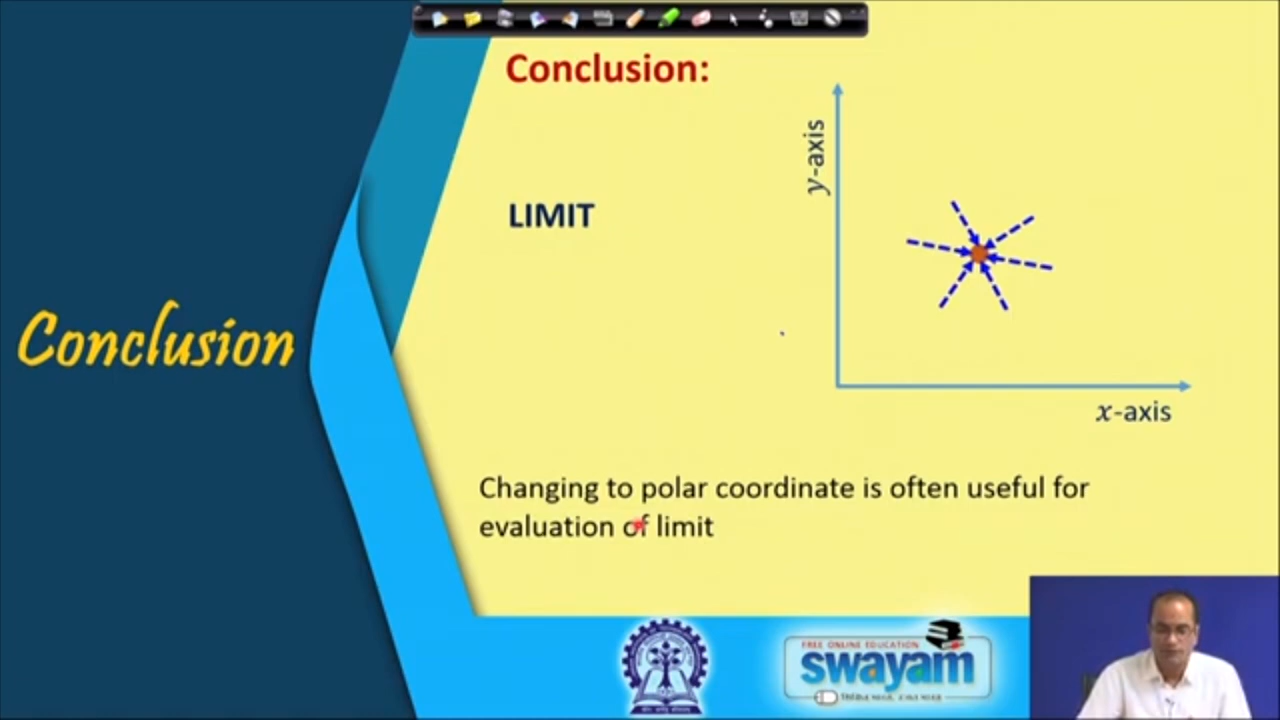 Conclusion:
y-axis
LIMIT
Conclusion
x-axis
Changing to polar coordinate is often useful for
evaluation of limit
FREE ONLINE EDUCATION
swayam